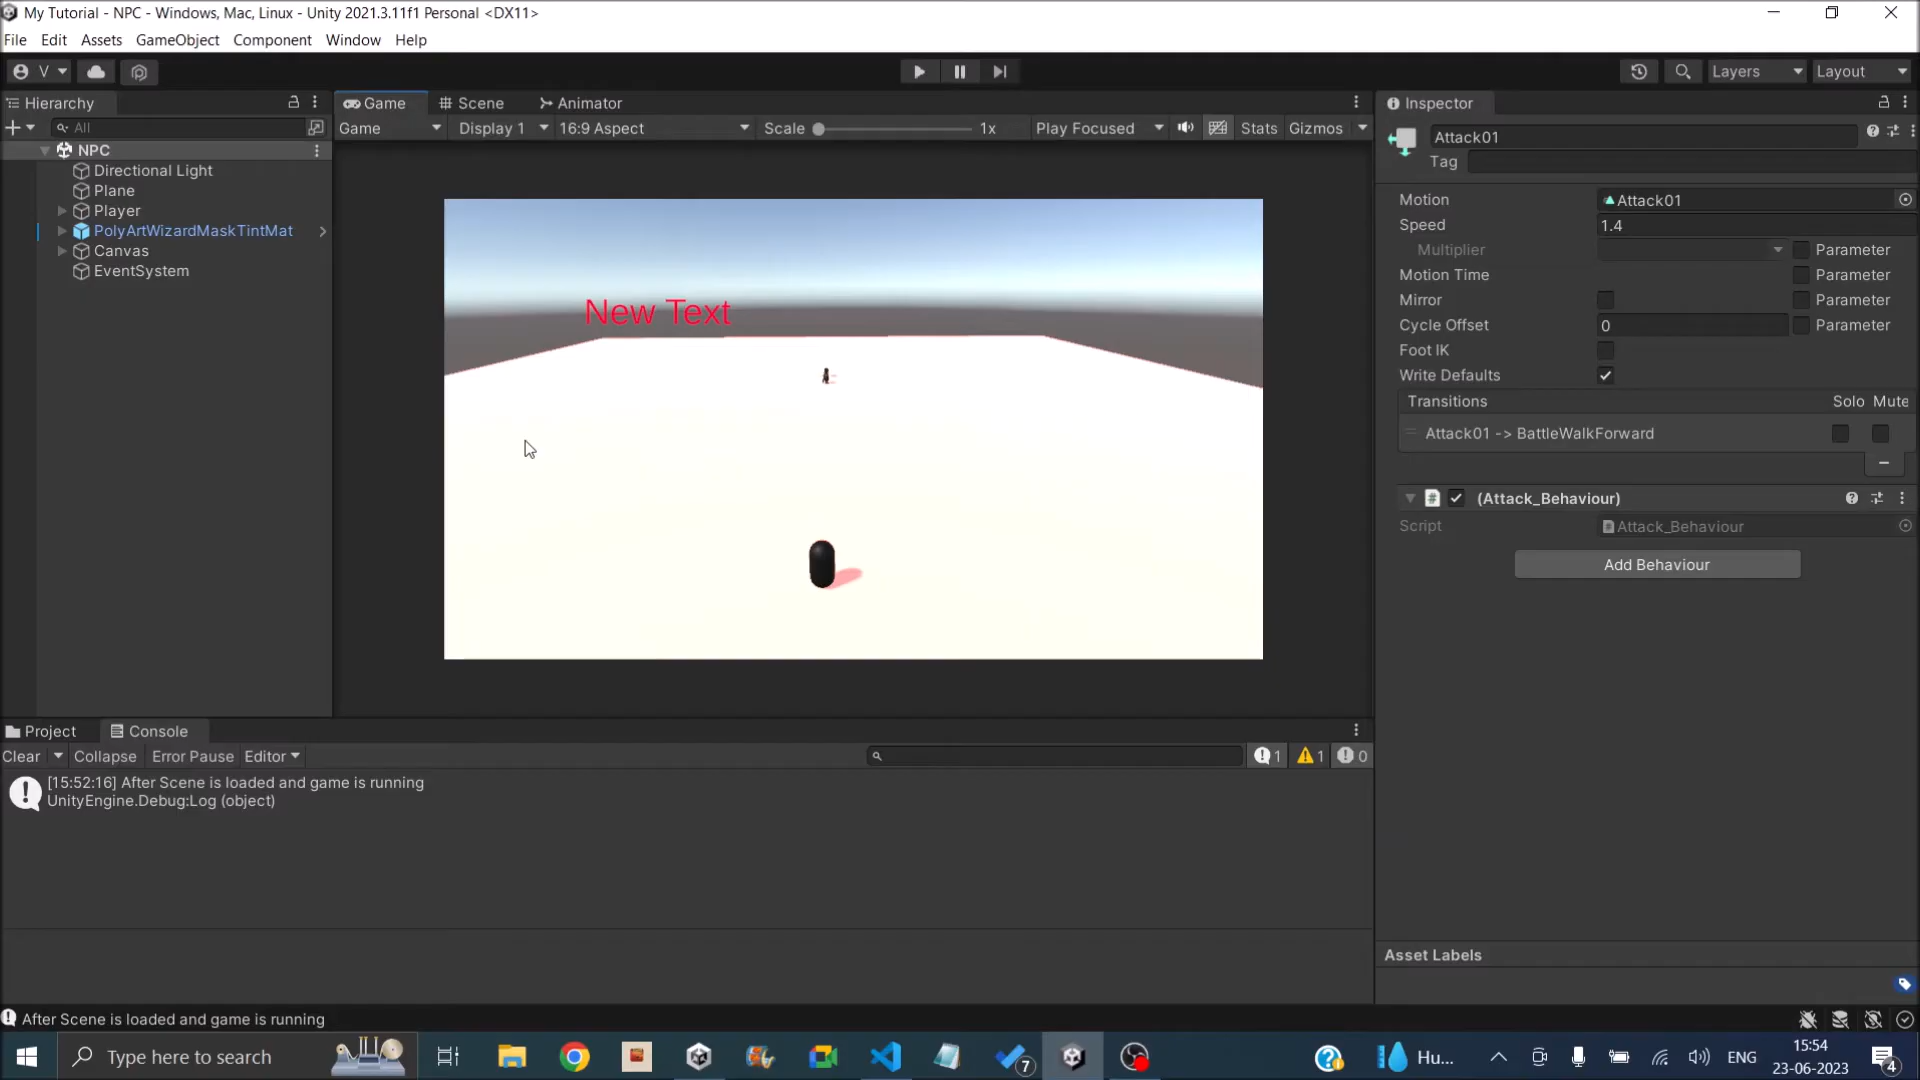 My Tutorial - NPC - Windows, Mac, Linux - Unity 2021.3.11f1 Personal <DX11>
File Edit Assets GameObject Component Window Help
V Layers Layout
Hierarchy
All
NPC
Directional Light
Plane
Player
PolyArtWizardMaskTintMat
Canvas
EventSystem
Game Scene Animator
Game Display 1 16:9 Aspect Scale 1x Play Focused Stats Gizmos
New Text
Inspector
Attack01
Tag
Motion Attack01
Speed 1.4
Multiplier Parameter
Motion Time Parameter
Mirror Parameter
Cycle Offset 0 Parameter
Foot IK
Write Defaults
Transitions Solo Mute
Attack01 -> BattleWalkForward
(Attack_Behaviour)
Script Attack_Behaviour
Add Behaviour
Asset Labels
Project Console
Clear Collapse Error Pause Editor 1 1 0
[15:52:16] After Scene is loaded and game is running
UnityEngine.Debug:Log (object)
After Scene is loaded and game is running
Type here to search 7 Hu... ENG 15:54
23-06-2023 4